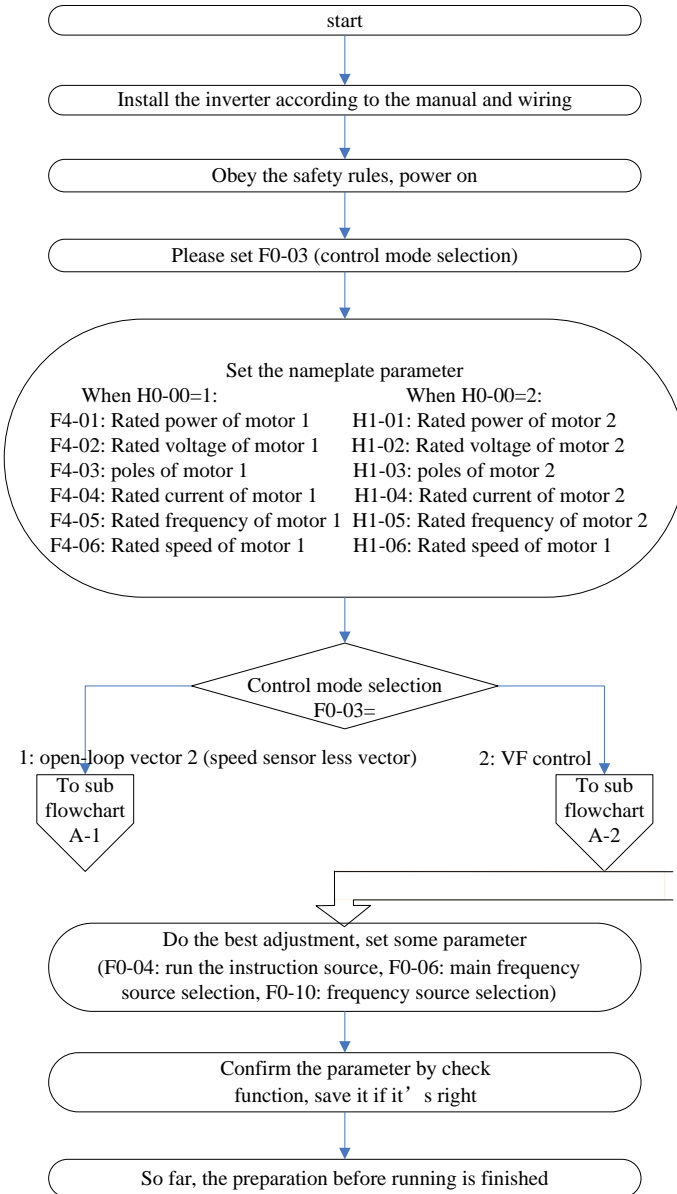 start
Install the inverter according to the manual and wiring
Obey the safety rules, power on
Please set F0-03 (control mode selection)
Set the nameplate parameter
When H0-00=1:
F4-01: Rated power of motor 1
F4-02: Rated voltage of motor 1
F4-03: poles of motor 1
F4-04: Rated current of motor 1
F4-05: Rated frequency of motor 1
F4-06: Rated speed of motor 1
When H0-00=2:
H1-01: Rated power of motor 2
H1-02: Rated voltage of motor 2
H1-03: poles of motor 2
H1-04: Rated current of motor 2
H1-05: Rated frequency of motor 2
H1-06: Rated speed of motor 1
Control mode selection
F0-03=
1: open-loop vector 2 (speed sensor less vector)
To sub
flowchart
A-1
2: VF control
To sub
flowchart
A-2
Do the best adjustment, set some parameter
(F0-04: run the instruction source, F0-06: main frequency
source selection, F0-10: frequency source selection)
Confirm the parameter by check
function, save it if it’s right
So far, the preparation before running is finished